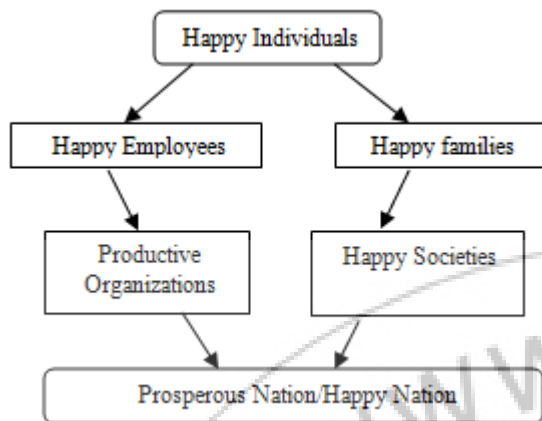 Happy Individuals
Happy Employees
Happy families
Productive
Organizations
Happy Societies
Prosperous Nation/Happy Nation